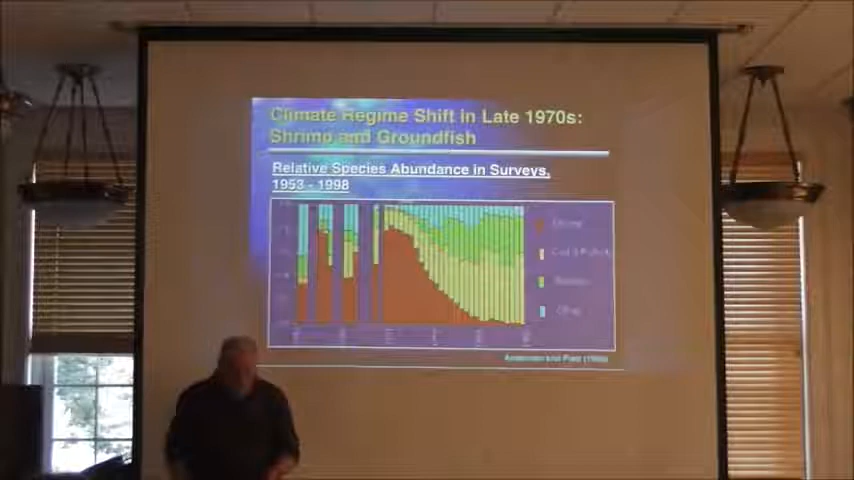 Climate Regime Shift in Late 1970s:
Shrimp and Groundfish
Relative Species Abundance in Surveys,
1953 - 1998
Shrimp
Cod & Pollock
Other
Anderson and Piatt (1999)